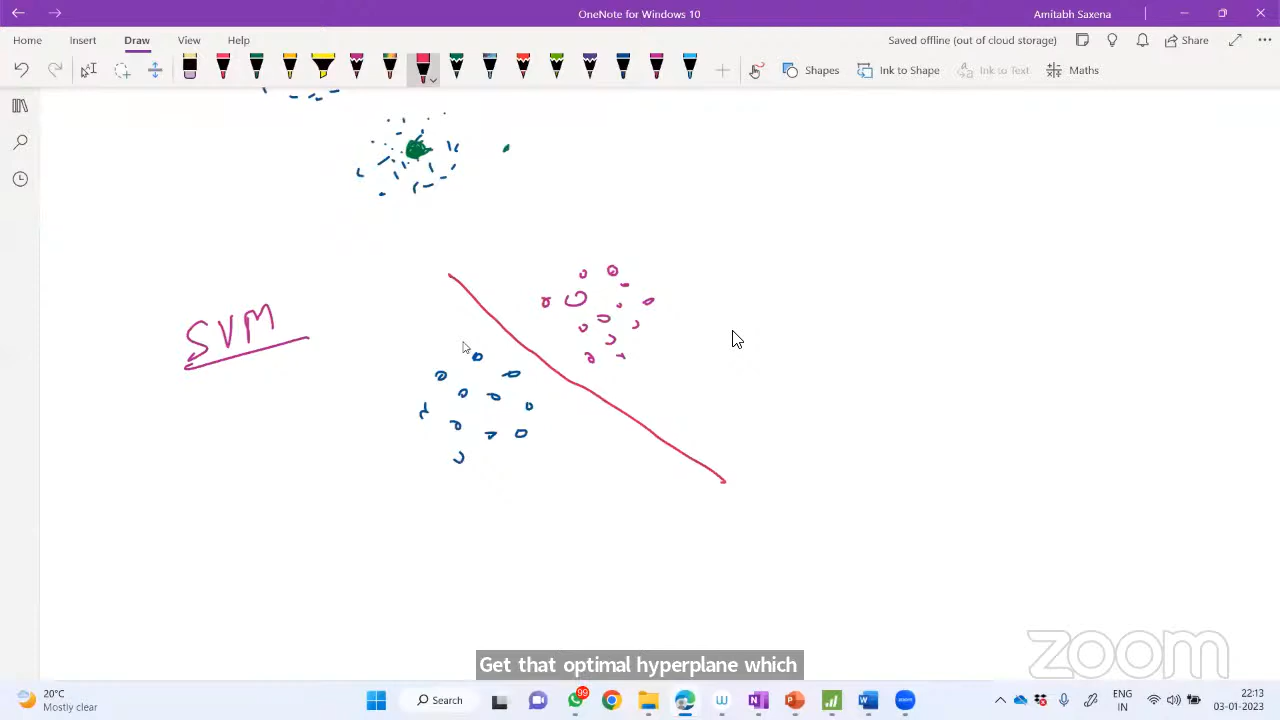 OneNote for Windows 10
Amitabh Saxena
Home Insert Draw View Help
Saved offline (out of cloud storage)
Share
Shapes
Ink to Shape
Ink to Text
Maths
SVM
Get that optimal hyperplane which
zoom
20°C
Mostly clou
Search
99
ENG
IN
22:13
03-01-2023